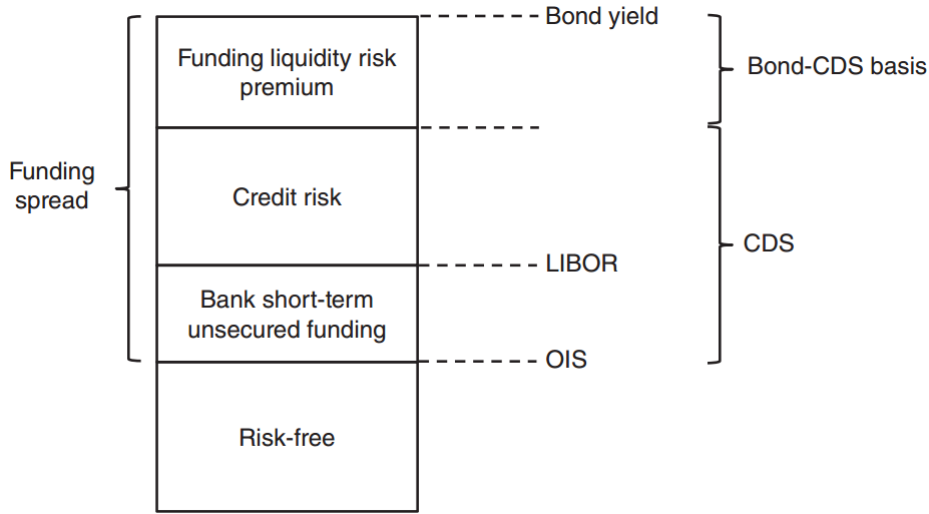 Bond yield
Funding liquidity risk
premium
Bond-CDS basis
Funding
spread
Credit risk
CDS
LIBOR
Bank short-term
unsecured funding
OIS
Risk-free